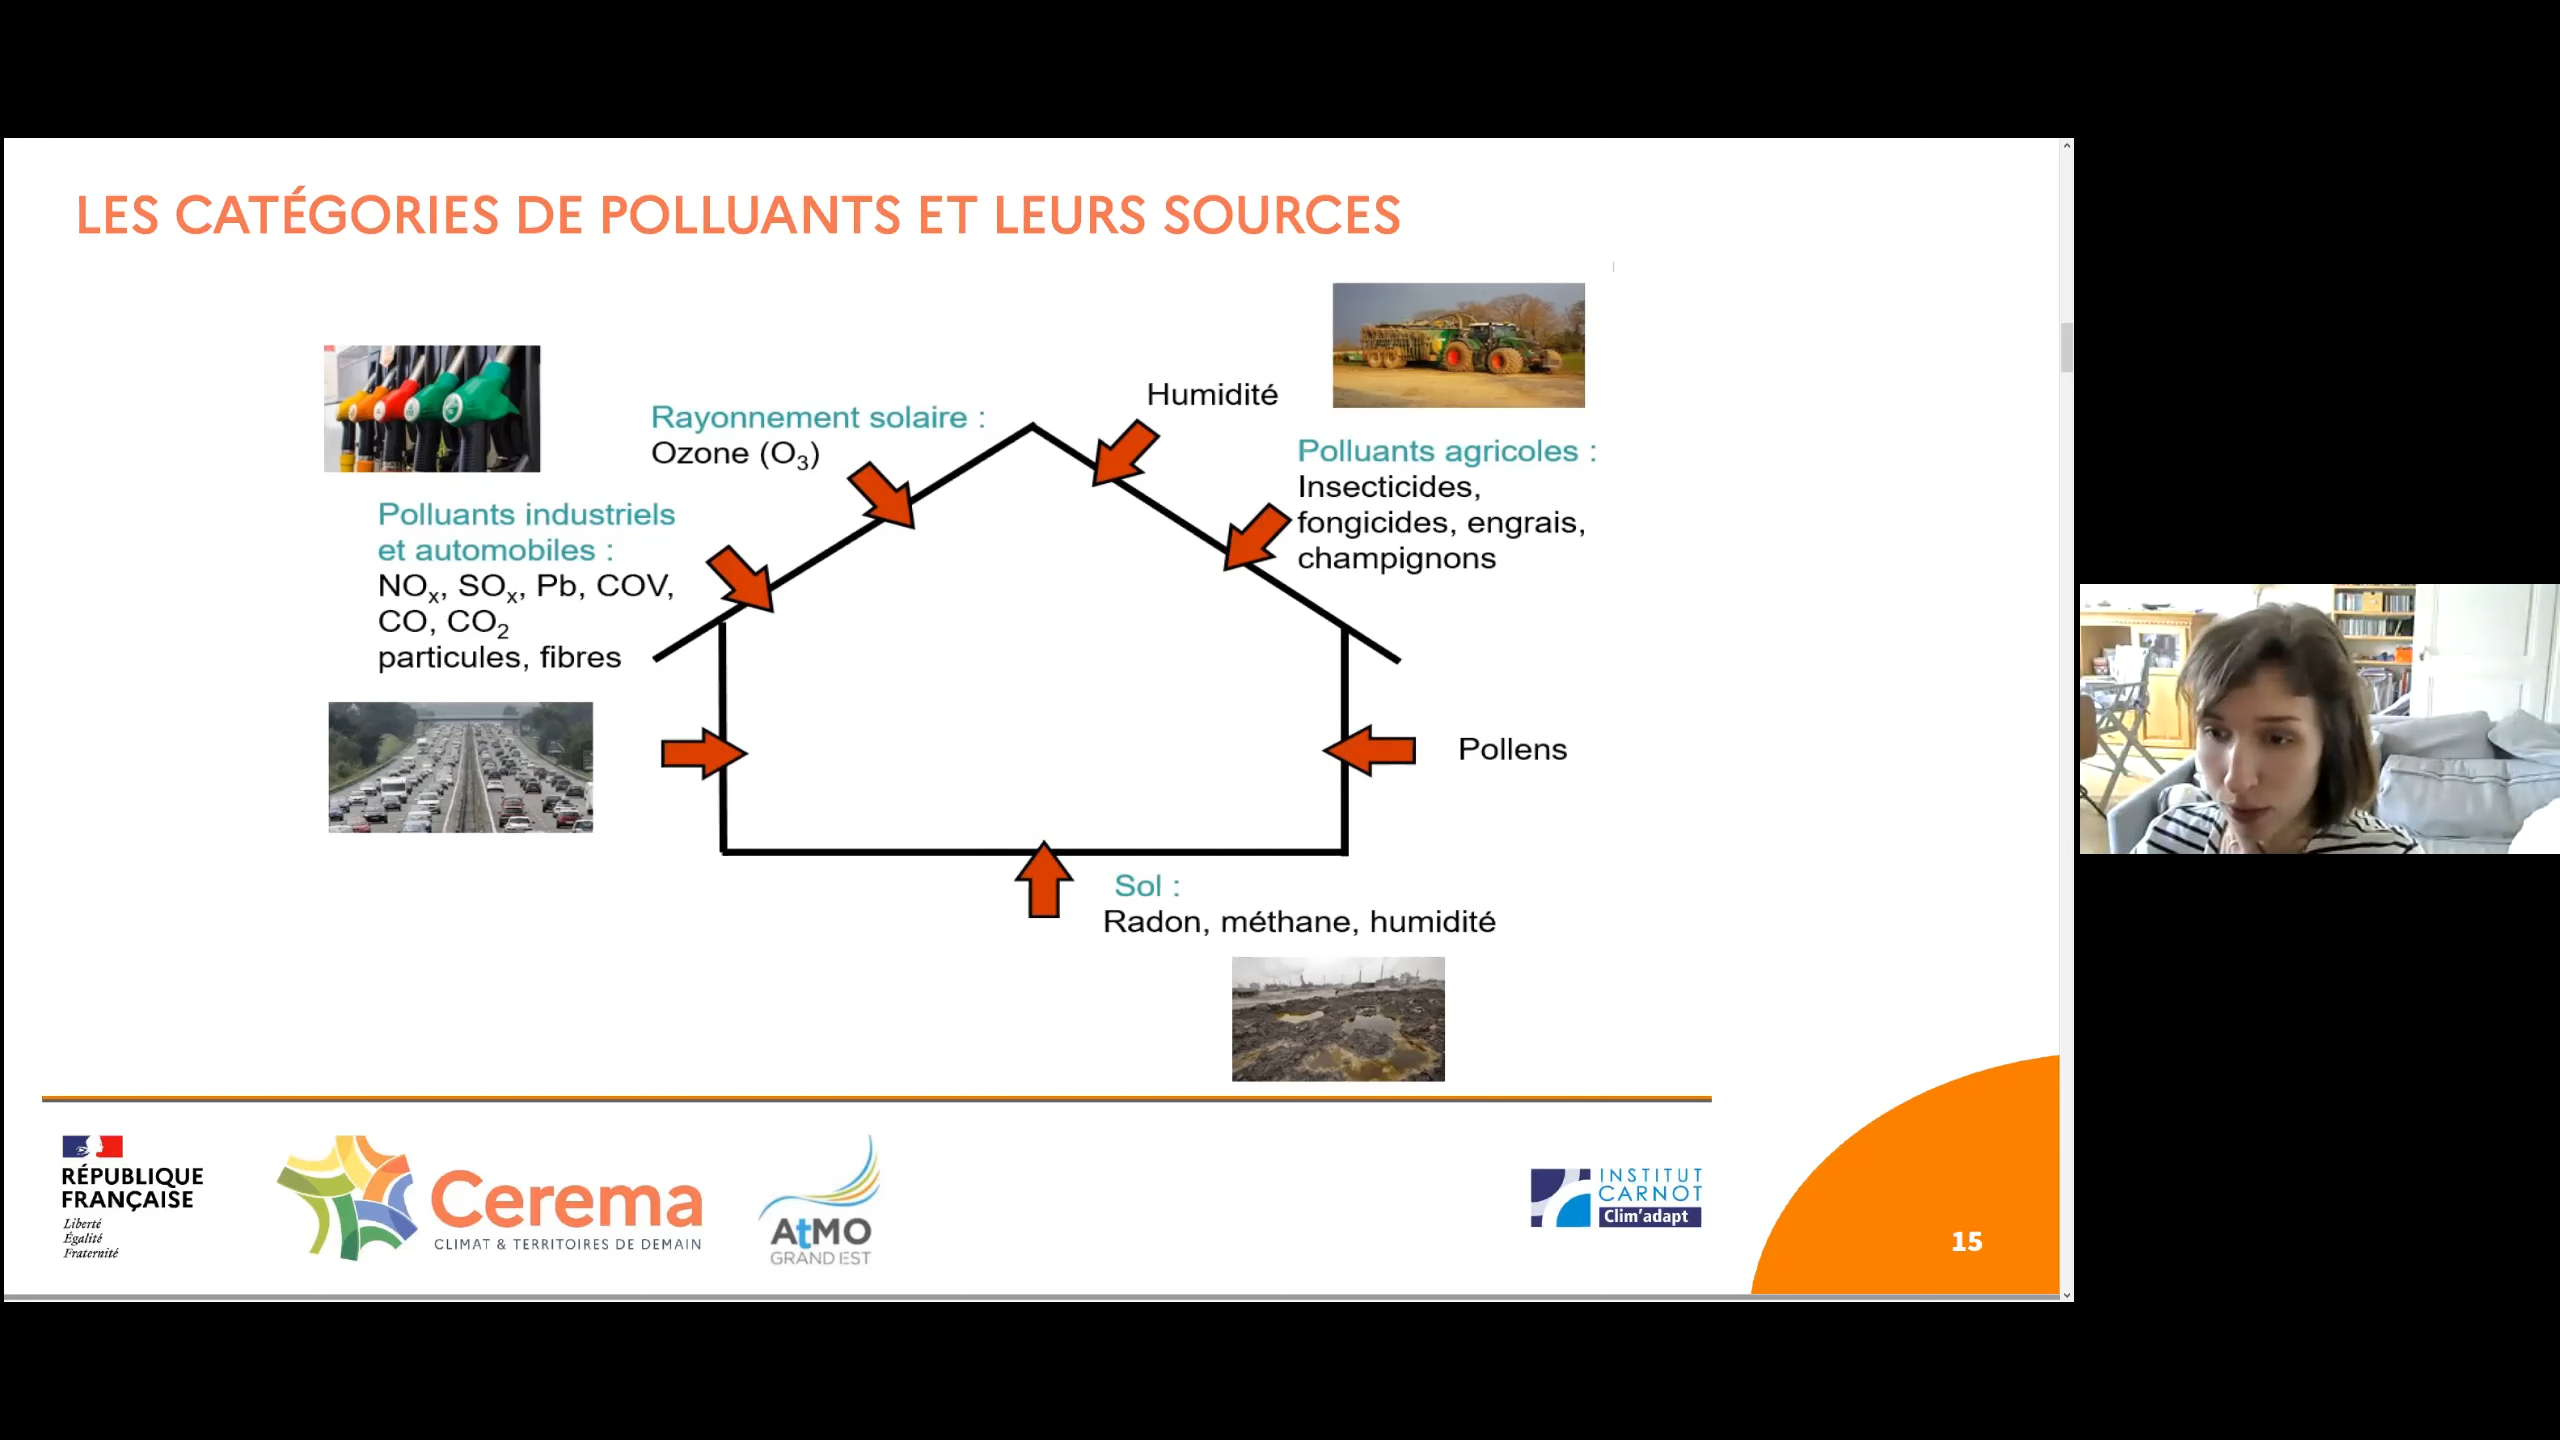 LES CATÉGORIES DE POLLUANTS ET LEURS SOURCES
Humidité
Rayonnement solaire :
Ozone (O₃)
Polluants agricoles :
Insecticides,
fongicides, engrais,
champignons
Polluants industriels
et automobiles :
NOₓ, SOₓ, Pb, COV,
CO, CO₂
particules, fibres
Pollens
Sol :
Radon, méthane, humidité
RÉPUBLIQUE
FRANÇAISE
Liberté
Égalité
Fraternité
Cerema
CLIMAT & TERRITOIRES DE DEMAIN
AtMO
GRAND EST
INSTITUT
CARNOT
Clim'adapt
15